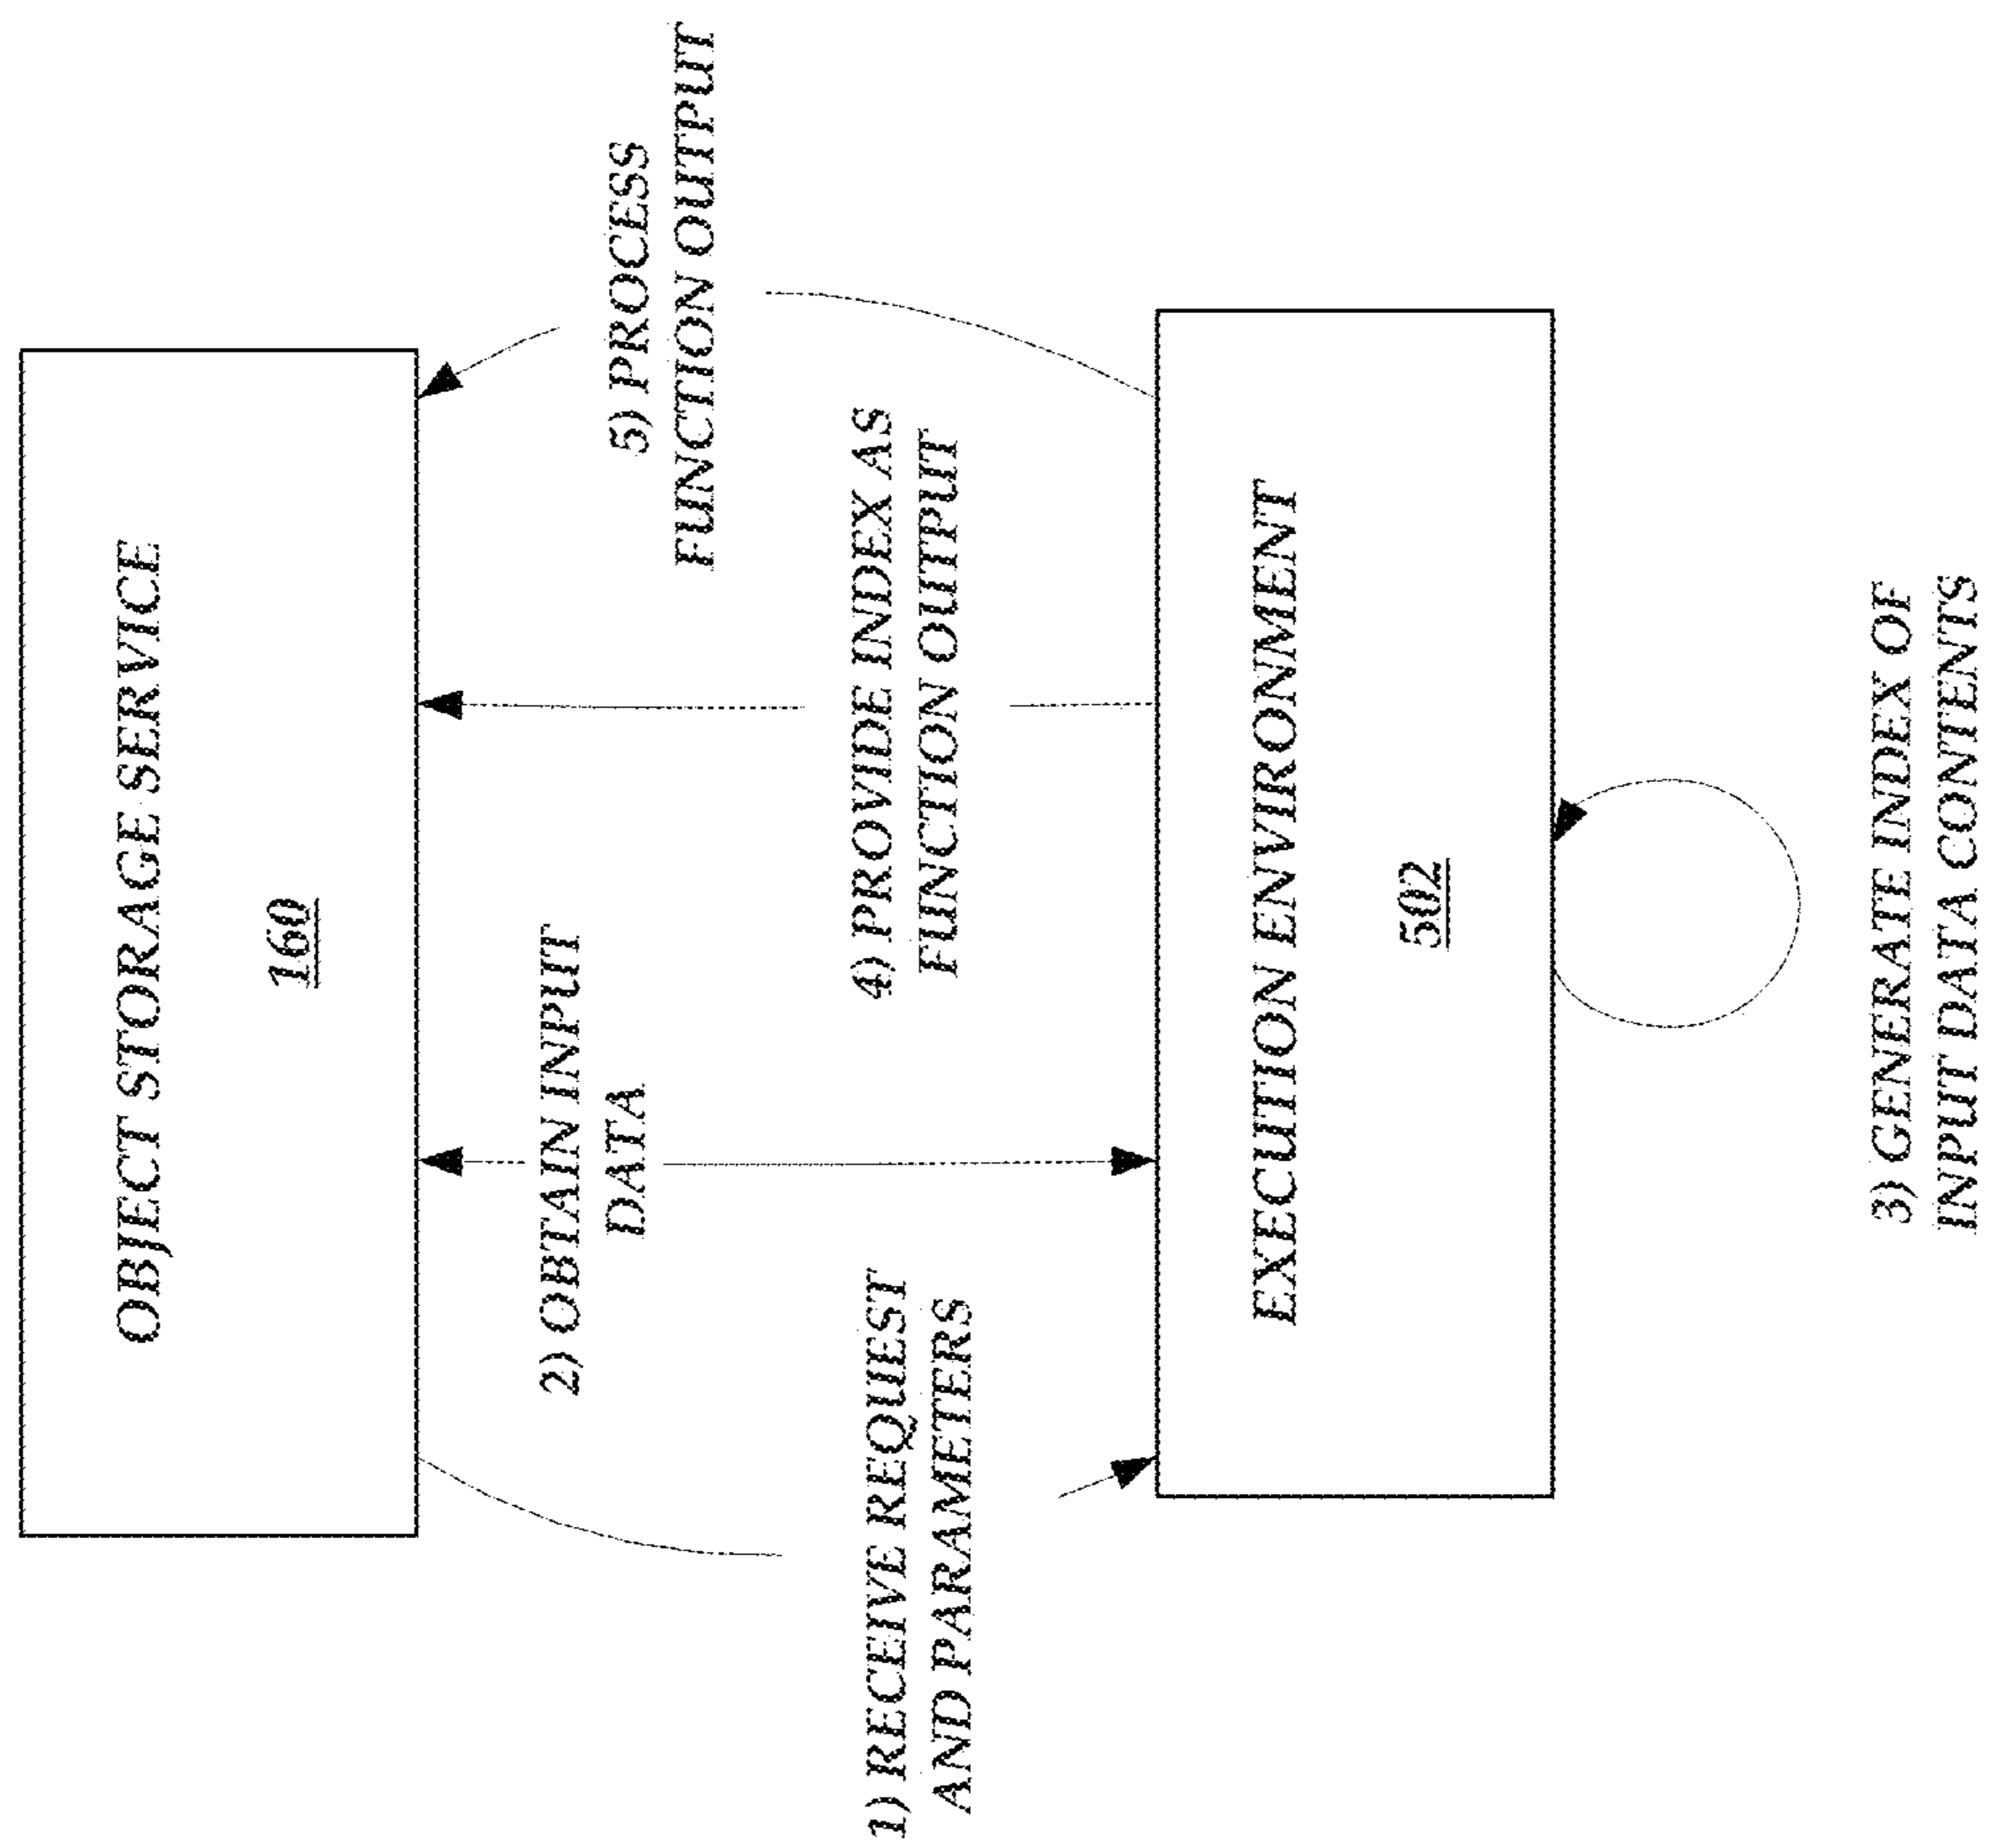 OBJECT STORAGE SERVICE
160
5) PROCESS
FUNCTION OUTPUT
2) OBTAIN INPUT
DATA
4) PROVIDE INDEX AS
FUNCTION OUTPUT
1) RECEIVE REQUEST
AND PARAMETERS
EXECUTION ENVIRONMENT
502
3) GENERATE INDEX OF
INPUT DATA CONTENTS